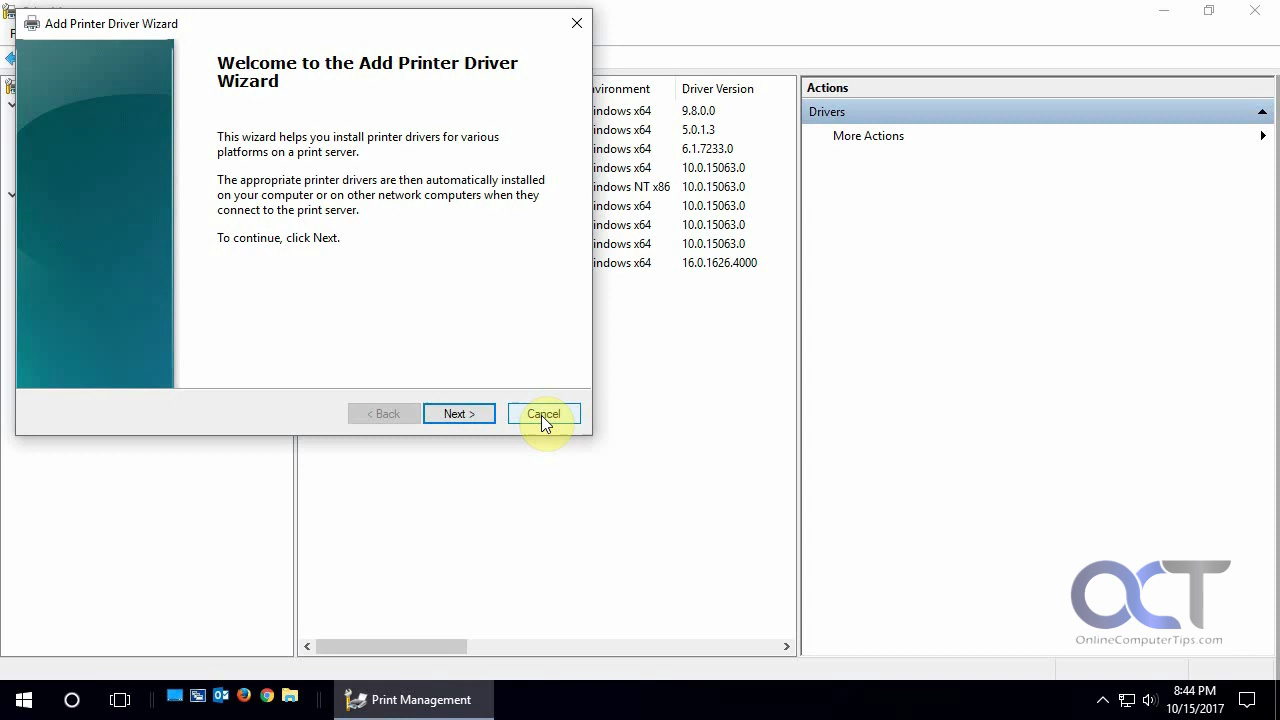 Add Printer Driver Wizard
Welcome to the Add Printer Driver
Wizard
This wizard helps you install printer drivers for various
platforms on a print server.
The appropriate printer drivers are then automatically installed
on your computer or on other network computers when they
connect to the print server.
To continue, click Next.
< Back
Next >
Cancel
nvironment Driver Version
indows x64 9.8.0.0
indows x64 5.0.1.3
indows x64 6.1.7233.0
indows x64 10.0.15063.0
indows NT x86 10.0.15063.0
indows x64 10.0.15063.0
indows x64 10.0.15063.0
indows x64 10.0.15063.0
indows x64 16.0.1626.4000
Actions
Drivers
More Actions
OCT
OnlineComputerTips.com
Print Management
8:44 PM
10/15/2017